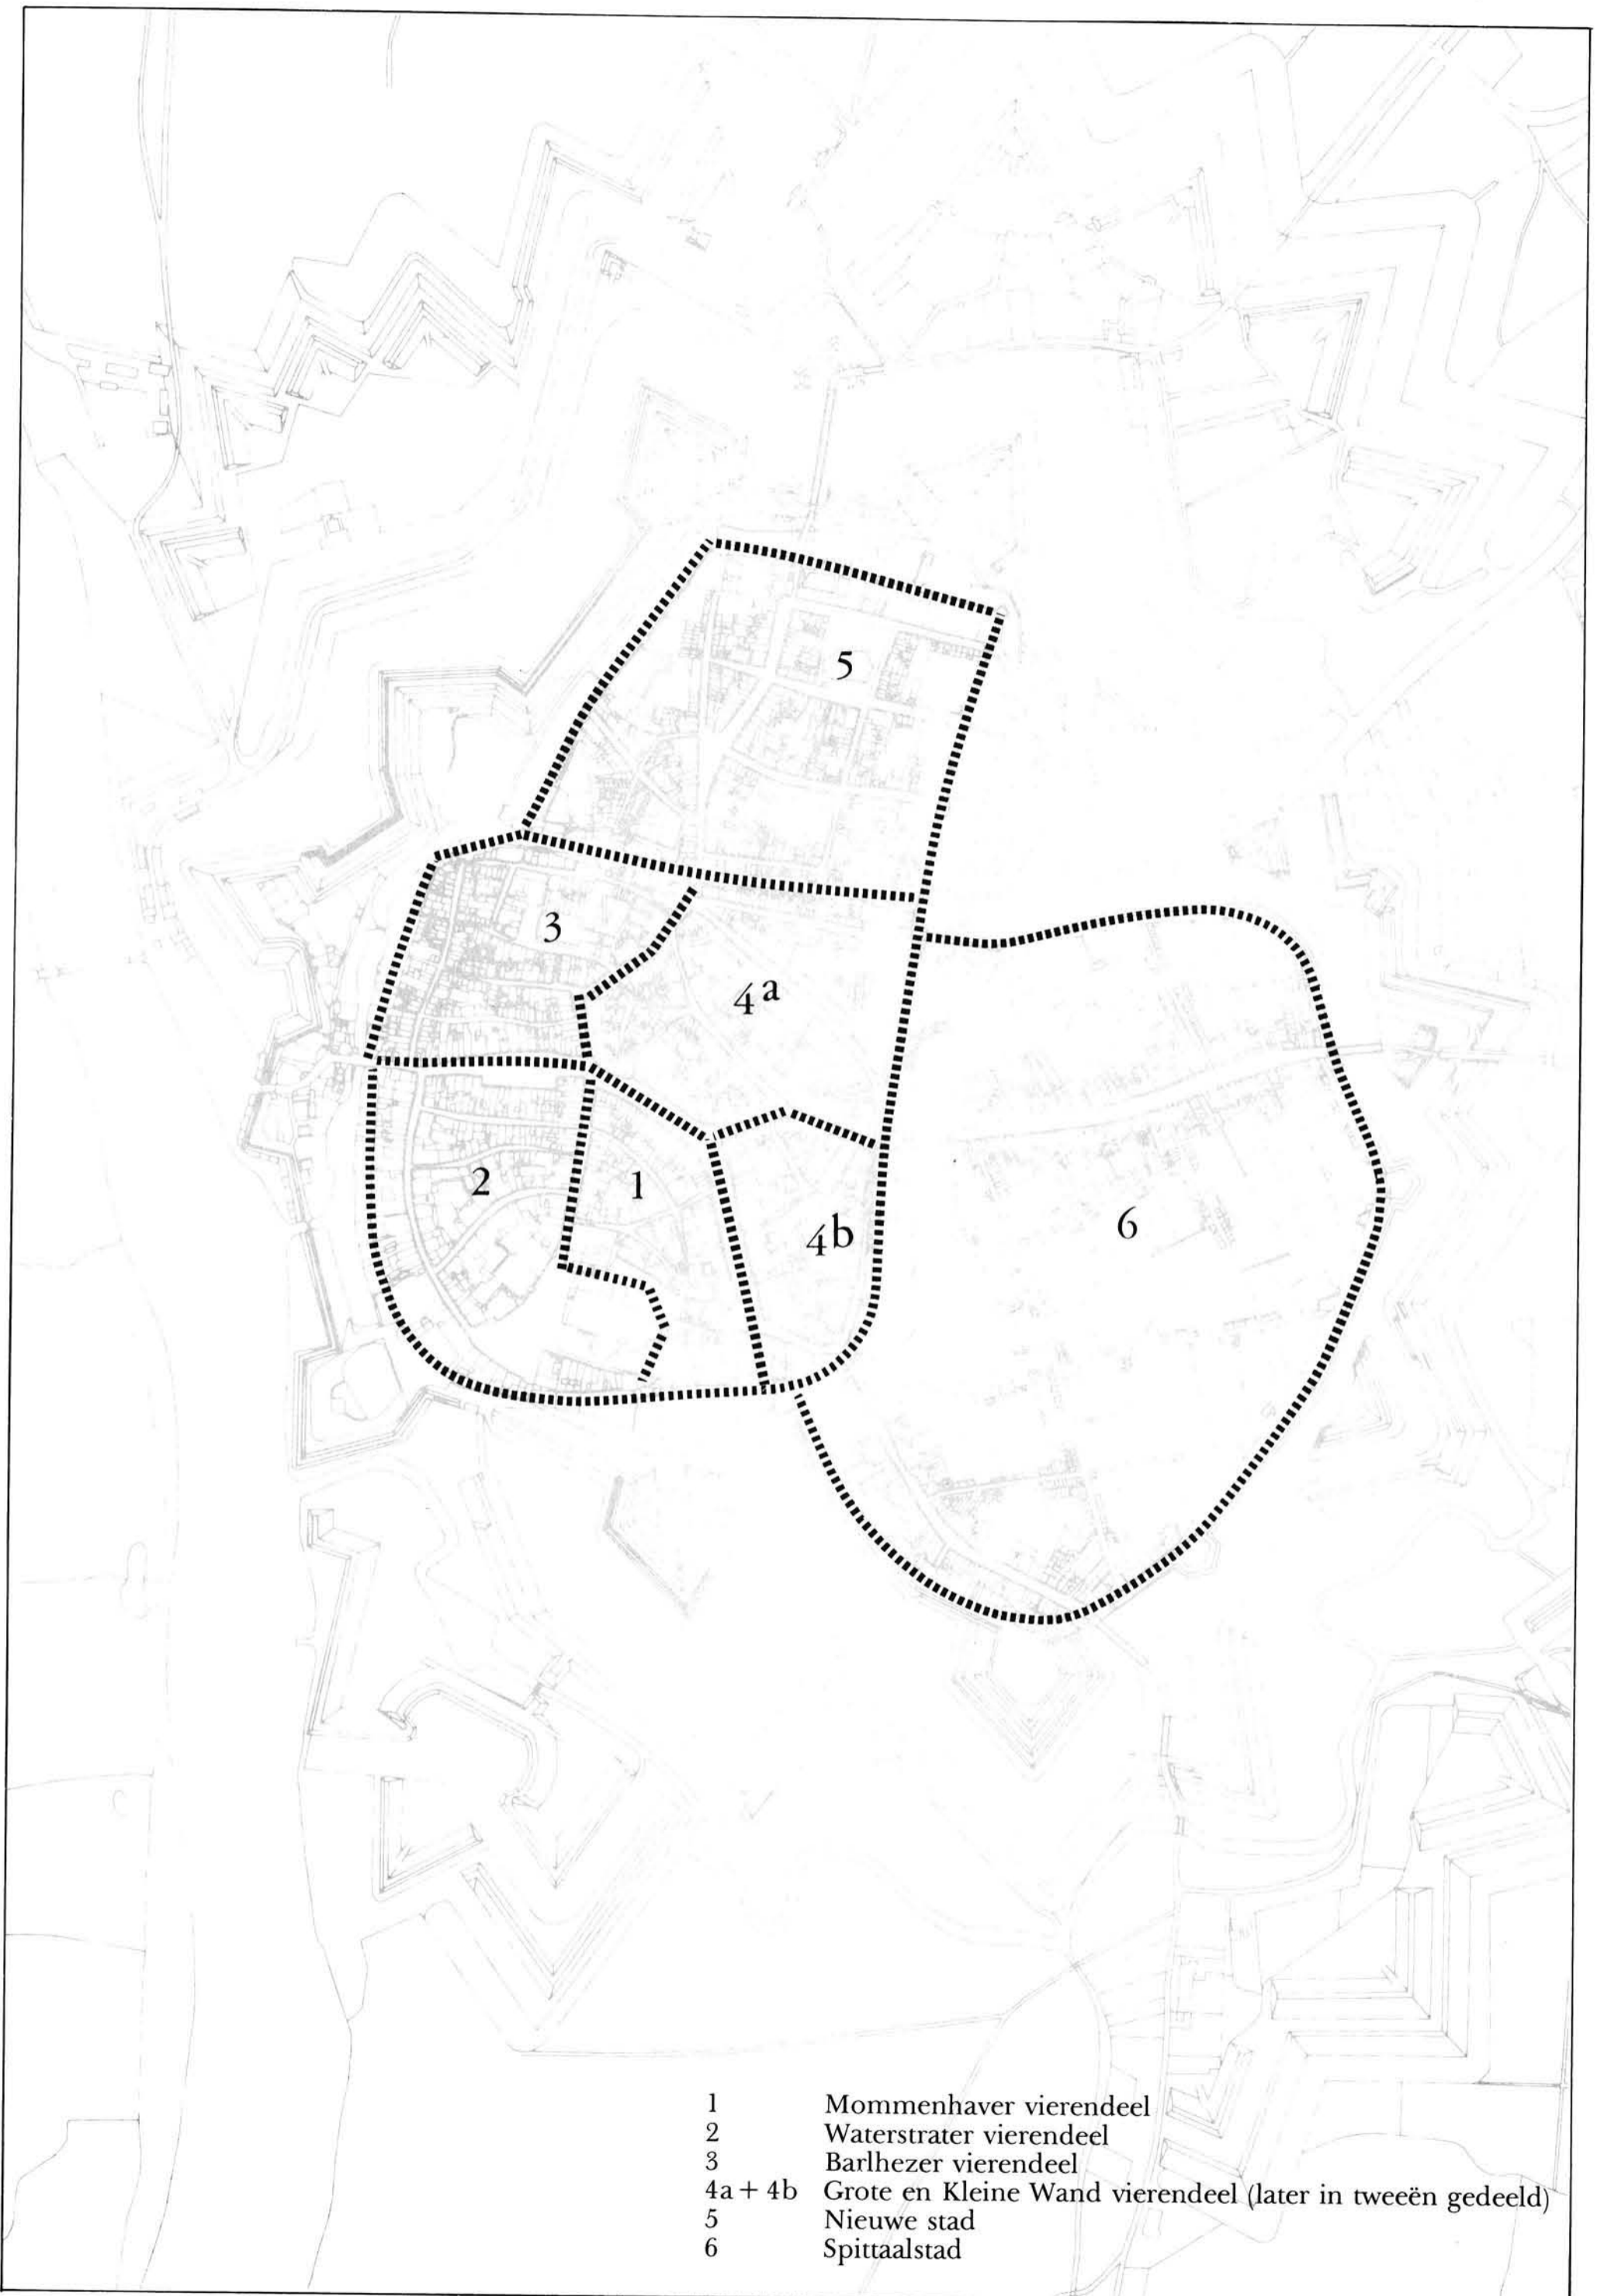 5
3
4a
2
1
4b
6
1 Mommenhaver vierendeel
2 Waterstrater vierendeel
3 Barlhezer vierendeel
4a + 4b Grote en Kleine Wand vierendeel (later in tweeën gedeeld)
5 Nieuwe stad
6 Spittaalstad